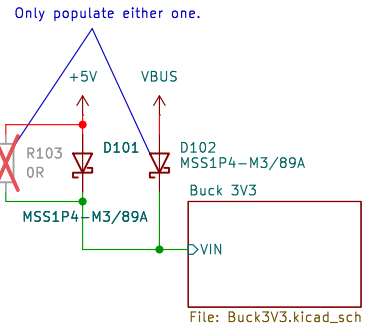 Only populate either one.
+5V
VBUS
R103
0R
D101
MSS1P4-M3/89A
D102
MSS1P4-M3/89A
Buck 3V3
VIN
File: Buck3V3.kicad_sch